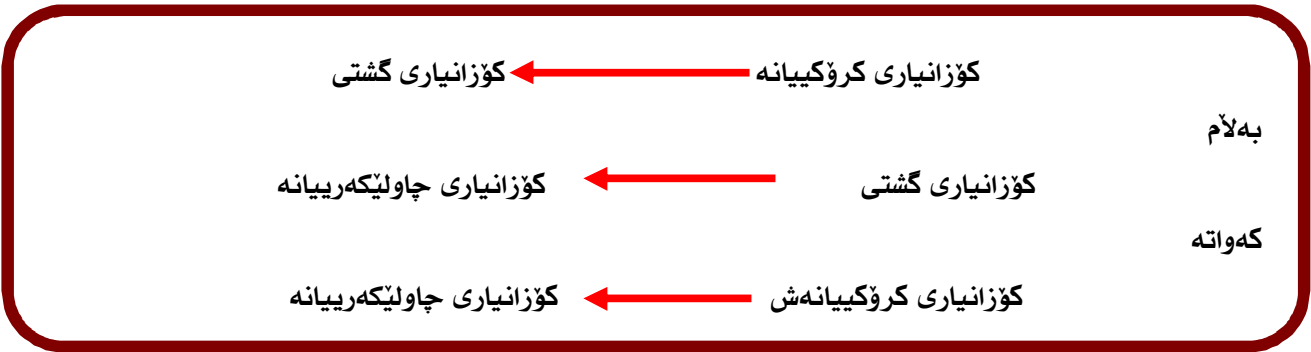 کۆزانیاری کرۆکییانە کۆزانیاری گشتی
بەڵام
کۆزانیاری گشتی کۆزانیاری چاولێکەرییانە
کەواتە
کۆزانیاری کرۆکییانەش کۆزانیاری چاولێکەرییانە